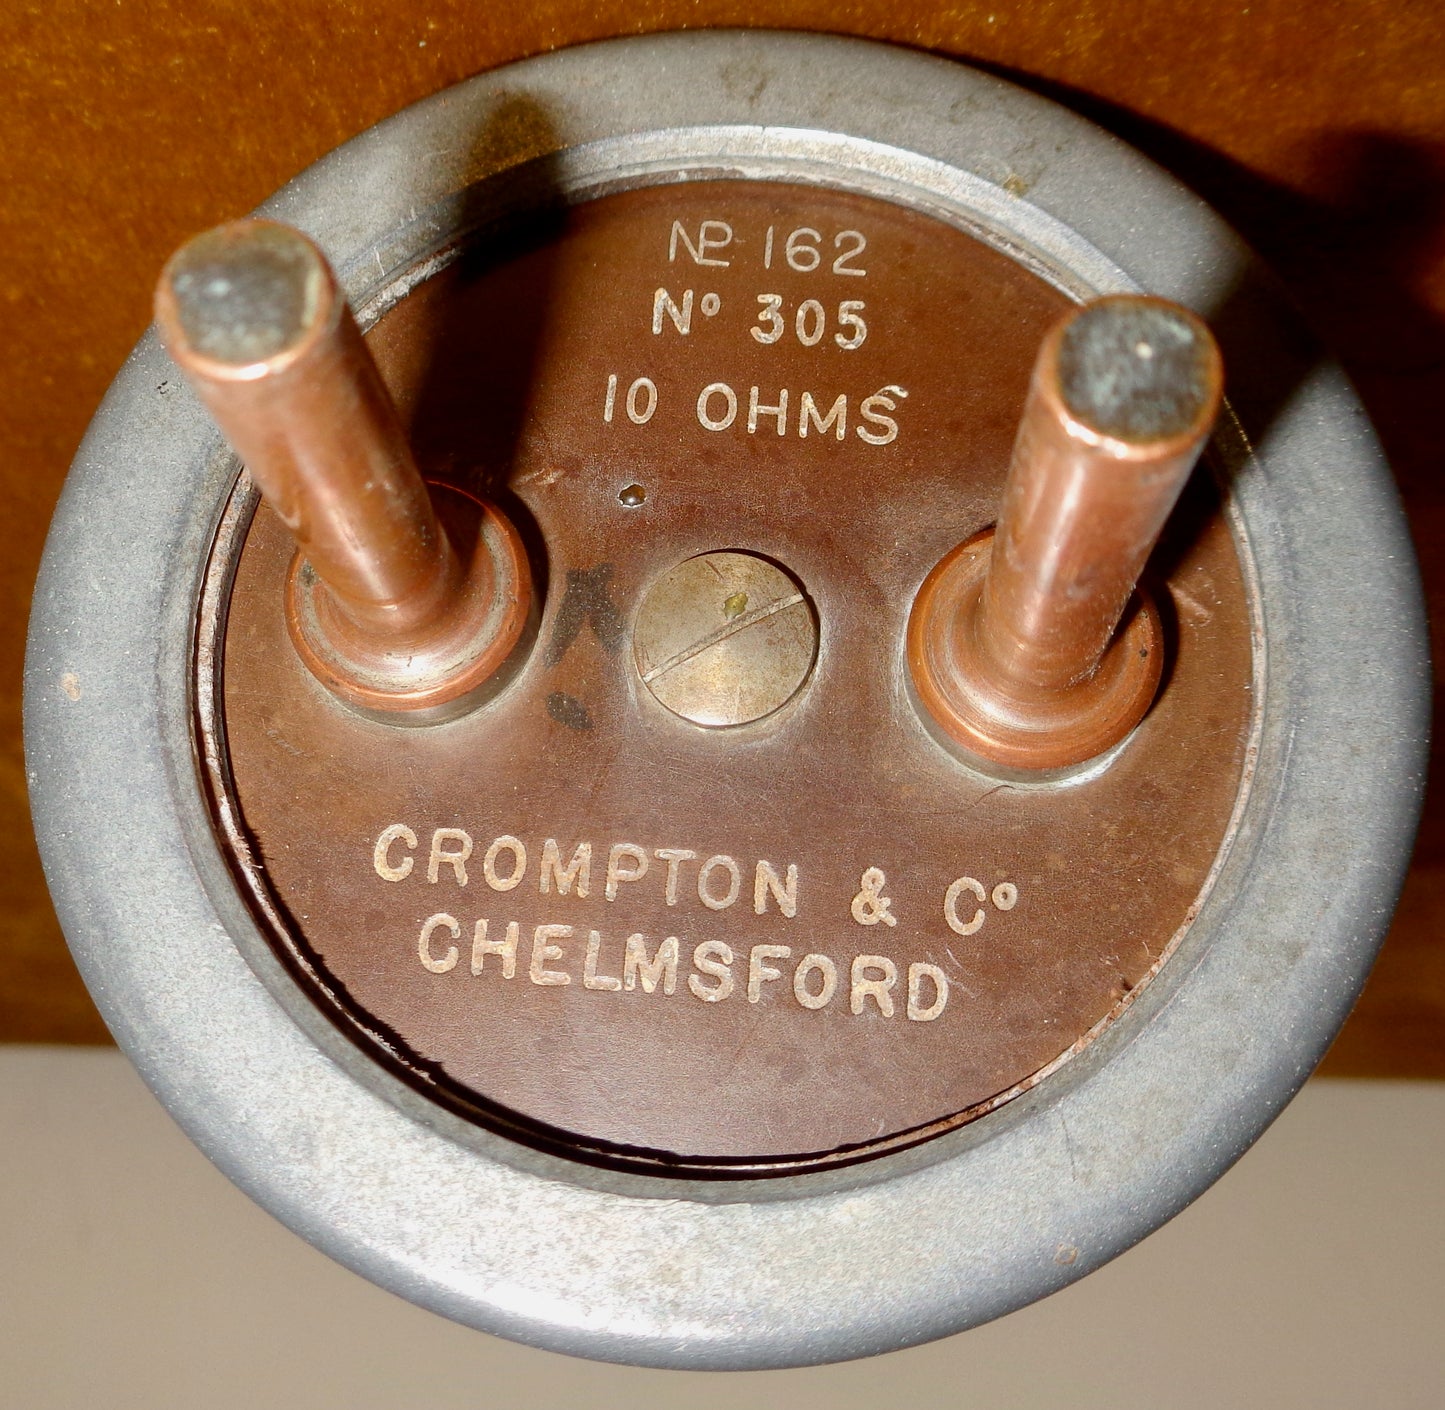 № 162
Nº 305
10 OHMS
CROMPTON & Cº
CHELMSFORD